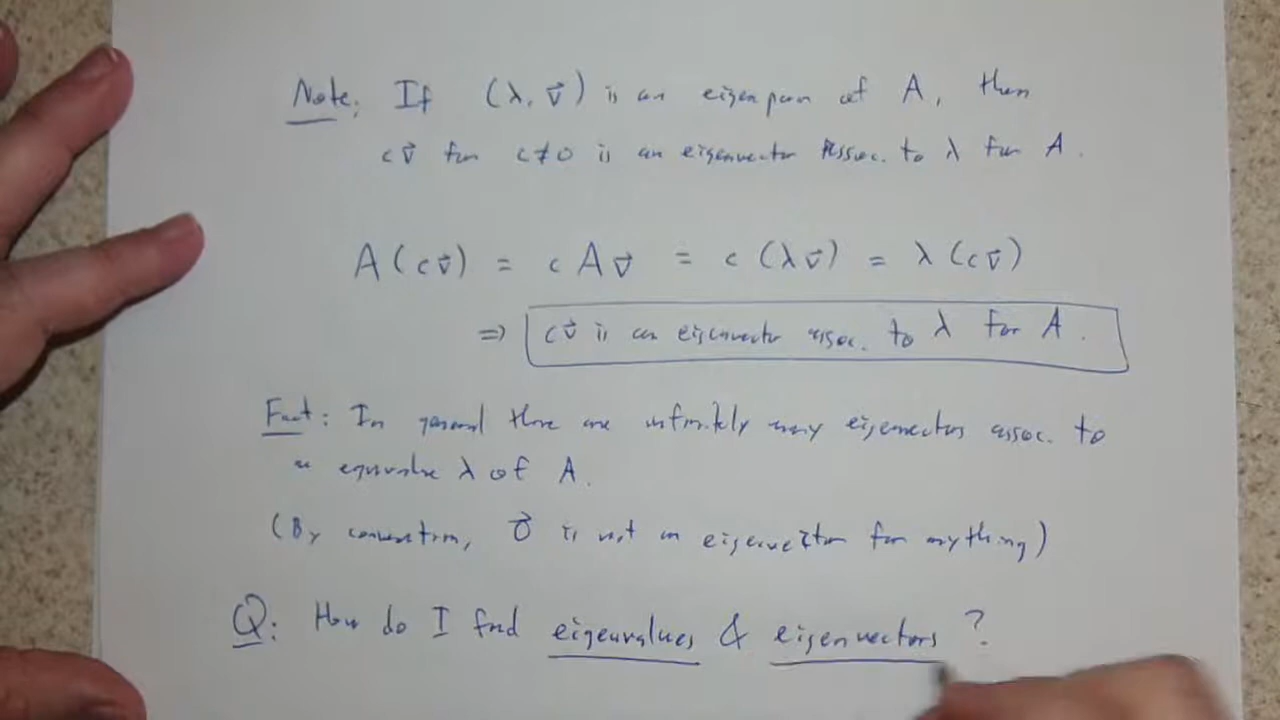 Note: If (λ, v⃗) is an eigenpair of A, then
cv⃗ for c≠0 is an eigenvector assoc. to λ for A.
A(cv⃗) = cAv⃗ = c(λv⃗) = λ(cv⃗)
⇒ cv⃗ is an eigenvector assoc. to λ for A.
Fact: In general there are infinitely many eigenvectors assoc. to
an eigenvalue λ of A.
(By convention, 0⃗ is not an eigenvector for anything)
Q: How do I find eigenvalues & eigenvectors?